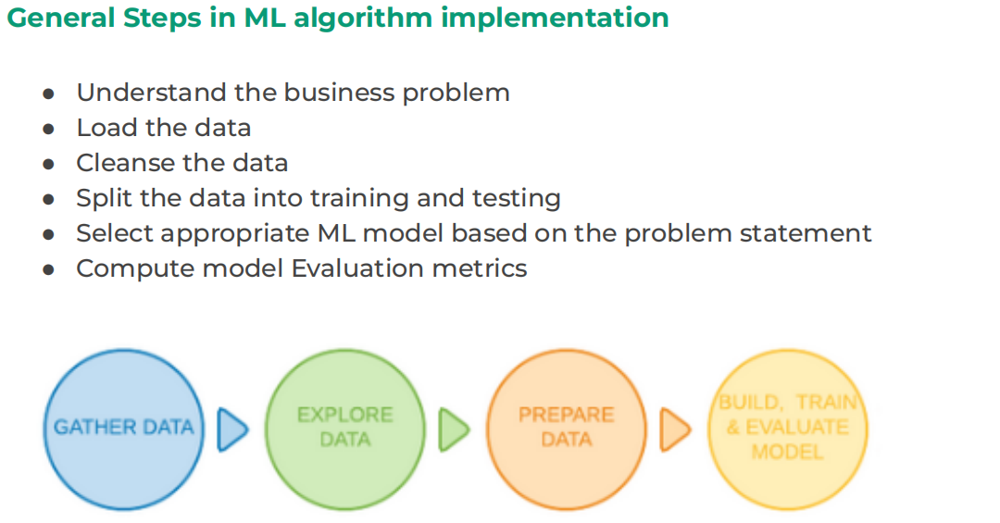 General Steps in ML algorithm implementation
● Understand the business problem
● Load the data
● Cleanse the data
● Split the data into training and testing
● Select appropriate ML model based on the problem statement
● Compute model Evaluation metrics
GATHER DATA
EXPLORE
DATA
PREPARE
DATA
BUILD, TRAIN
& EVALUATE
MODEL